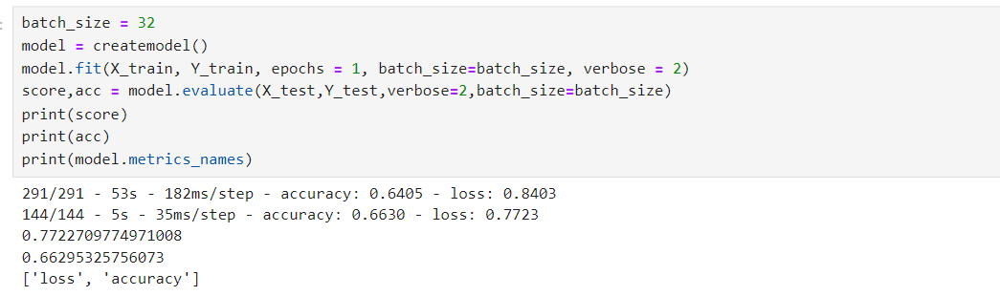 batch_size = 32
model = createmodel()
model.fit(X_train, Y_train, epochs = 1, batch_size=batch_size, verbose = 2)
score,acc = model.evaluate(X_test,Y_test,verbose=2,batch_size=batch_size)
print(score)
print(acc)
print(model.metrics_names)
291/291 - 53s - 182ms/step - accuracy: 0.6405 - loss: 0.8403
144/144 - 5s - 35ms/step - accuracy: 0.6630 - loss: 0.7723
0.7722709774971008
0.66295325756073
['loss', 'accuracy']